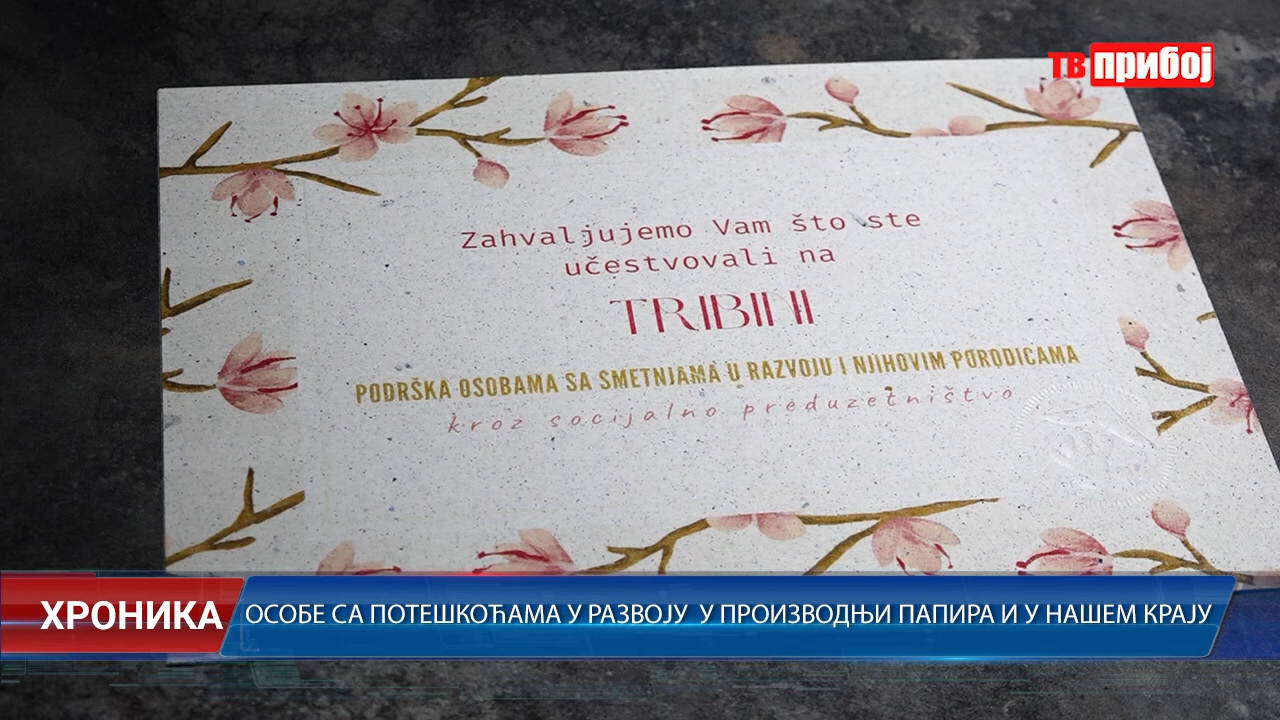 ТВ прибој
Zahvaljujemo Vam što ste
učestvovali na
TRIBINI
PODRŠKA OSOBAMA SA SMETNJAMA U RAZVOJU I NJIHOVIM PORODICAMA
kroz socijalno preduzetništvo
ХРОНИКА
ОСОБЕ СА ПОТЕШКОЋАМА У РАЗВОЈУ У ПРОИЗВОДЊИ ПАПИРА И У НАШЕМ КРАЈУ